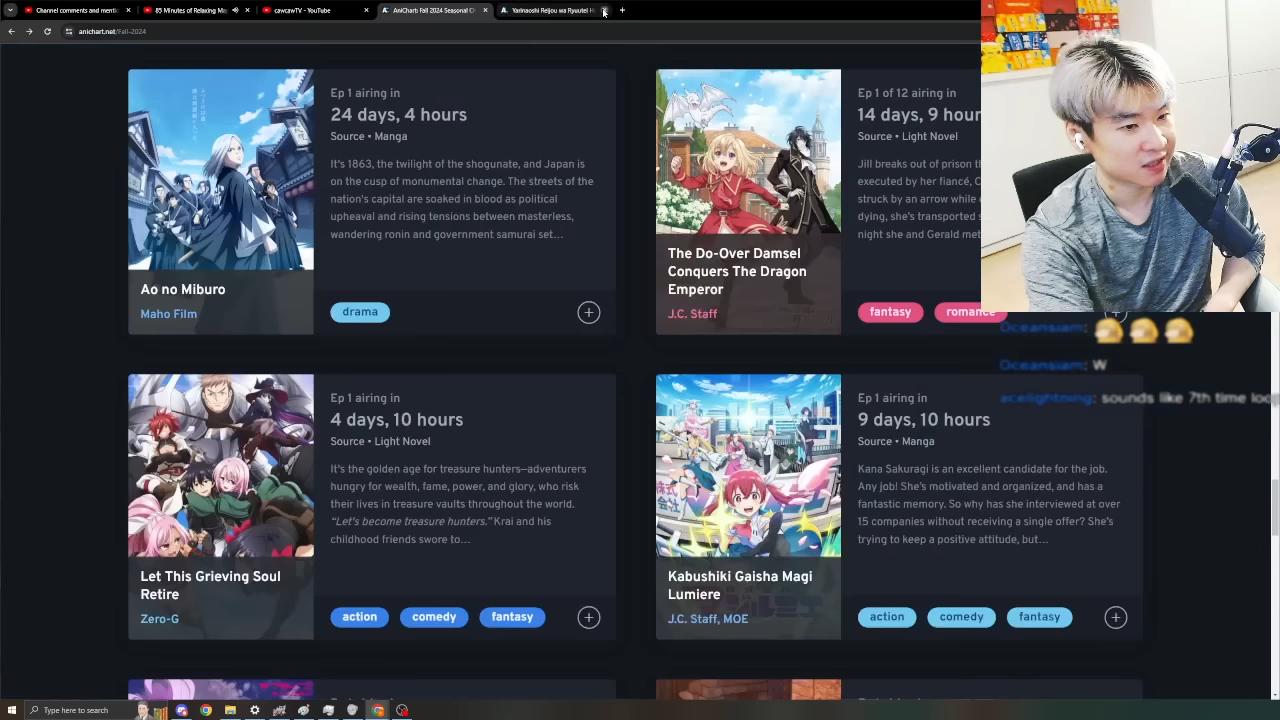 Channel comments and menti
85 Minutes of Relaxing Ma
cawcawTV - YouTube
AniChart: Fall 2024 Seasonal C
Yarinaoshi Reijou wa Ryuutei H
anichart.net/Fall-2024
Ep 1 airing in
24 days, 4 hours
Source • Manga
It's 1863, the twilight of the shogunate, and Japan is
on the cusp of monumental change. The streets of the
nation's capital are soaked in blood as political
upheaval and rising tensions between masterless,
wandering ronin and government samurai set...
Ao no Miburo
Maho Film
drama
Ep 1 of 12 airing in
14 days, 9 hour
Source • Light Novel
Jill breaks out of prison t
executed by her fiancé, C
struck by an arrow while
dying, she's transported
night she and Gerald met
The Do-Over Damsel
Conquers The Dragon
Emperor
J.C. Staff
fantasy
romance
Oceansiam:
Oceansiam: W
acelightning: sounds like 7th time loop
Ep 1 airing in
4 days, 10 hours
Source • Light Novel
It's the golden age for treasure hunters—adventurers
hungry for wealth, fame, power, and glory, who risk
their lives in treasure vaults throughout the world.
“Let's become treasure hunters.” Krai and his
childhood friends swore to...
Let This Grieving Soul
Retire
Zero-G
action
comedy
fantasy
Ep 1 airing in
9 days, 10 hours
Source • Manga
Kana Sakuragi is an excellent candidate for the job.
Any job! She's motivated and organized, and has a
fantastic memory. So why has she interviewed at over
15 companies without receiving a single offer? She's
trying to keep a positive attitude, but...
Kabushiki Gaisha Magi
Lumiere
J.C. Staff, MOE
action
comedy
fantasy
Type here to search